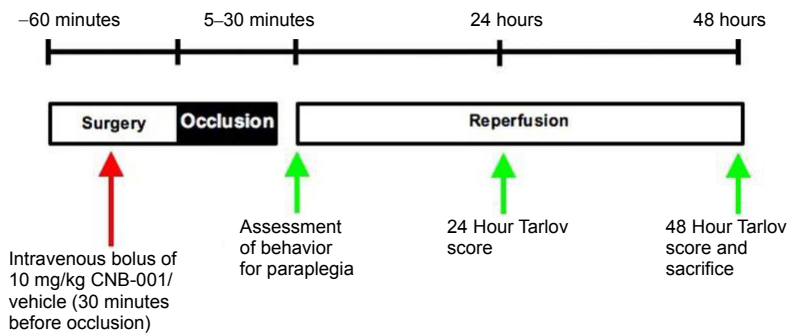 –60 minutes
5–30 minutes
24 hours
48 hours
Surgery
Occlusion
Reperfusion
Intravenous bolus of
10 mg/kg CNB-001/
vehicle (30 minutes
before occlusion)
Assessment
of behavior
for paraplegia
24 Hour Tarlov
score
48 Hour Tarlov
score and
sacrifice